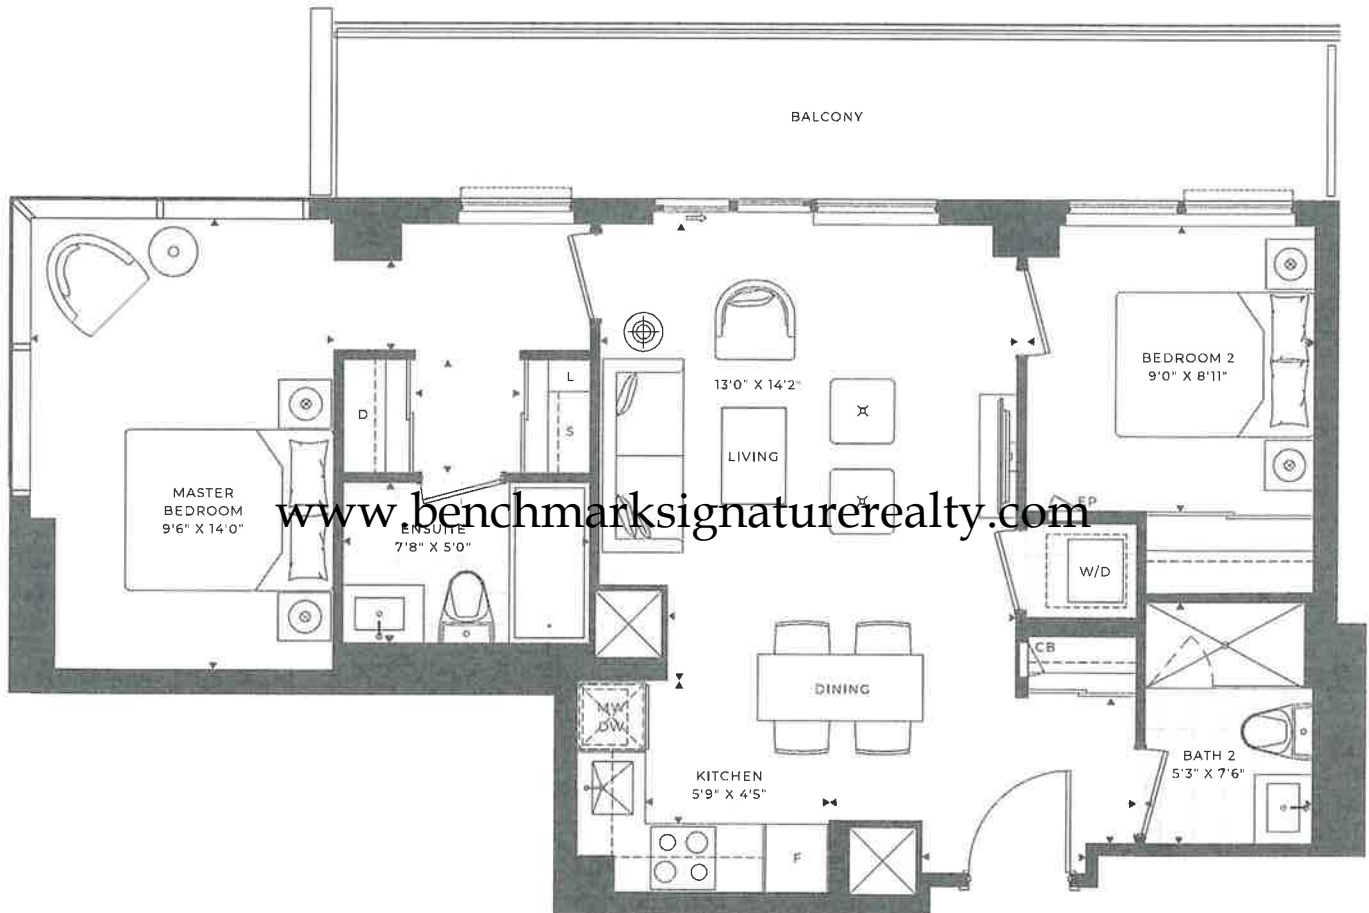 BALCONY
BEDROOM 2
9'0" X 8'11"
13'0" X 14'2"
L
D
S
LIVING
MASTER
BEDROOM
9'6" X 14'0"
www.benchmarksignaturerealty.com
EP
ENSUITE
7'8" X 5'0"
W/D
CB
DINING
MW
DW
BATH 2
5'3" X 7'6"
KITCHEN
5'9" X 4'5"
F